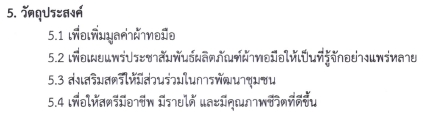 5. วัตถุประสงค์
5.1 เพื่อเพิ่มมูลค่าผ้าทอมือ
5.2 เพื่อเผยแพร่ประชาสัมพันธ์ผลิตภัณฑ์ผ้าทอมือให้เป็นที่รู้จักอย่างแพร่หลาย
5.3 ส่งเสริมสตรีให้มีส่วนร่วมในการพัฒนาชุมชน
5.4 เพื่อให้สตรีมีอาชีพ มีรายได้ และมีคุณภาพชีวิตที่ดีขึ้น